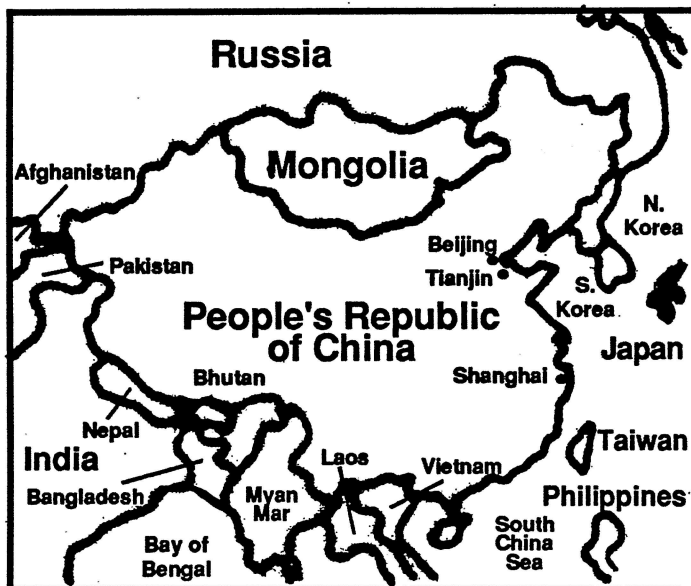 Russia
Mongolia
Afghanistan
N.
Korea
Beijing
Pakistan
Tianjin
S.
Korea
People's Republic
of China
Japan
Bhutan
Shanghai
Nepal
India
Laos
Vietnam
Taiwan
Bangladesh
Myan
Mar
Philippines
South
China
Sea
Bay of
Bengal